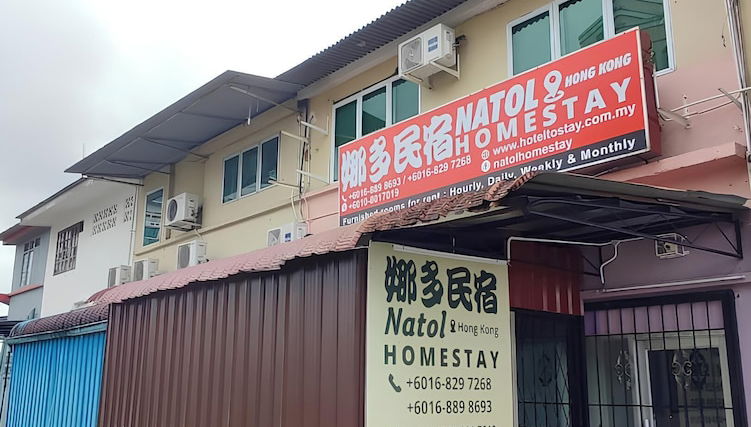 娜多民宿 NATOL HONG KONG
HOMESTAY
+6016-889 8693 / +6016-829 7268
+6010-8017019
www.hoteltostay.com.my
natolhomestay
Furnished rooms for rent : Hourly, Daily, Weekly & Monthly
娜多民宿
Natol Hong Kong
HOMESTAY
+6016-829 7268
+6016-889 8693